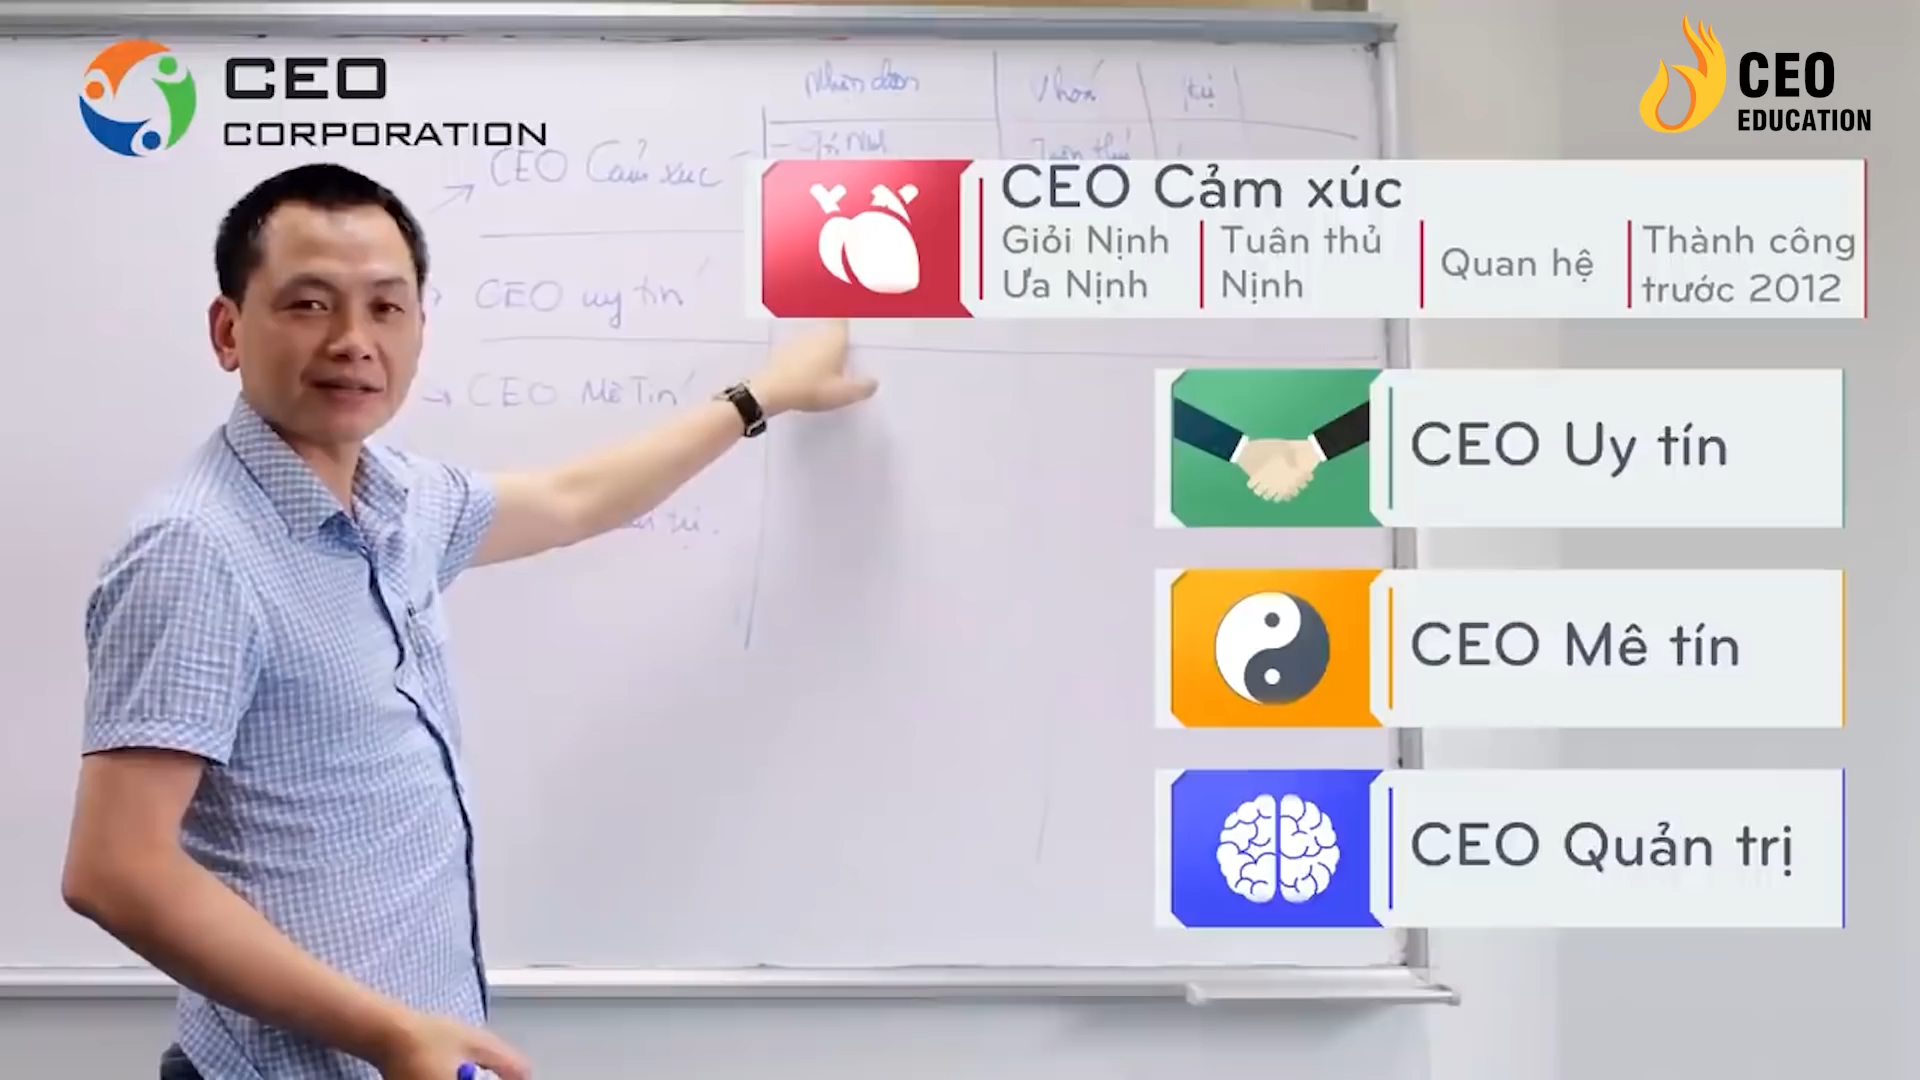 CEO
CORPORATION
CEO
EDUCATION
CEO Cảm xúc
CEO uy tín
CEO Mê Tín
CEO Cảm xúc
Giỏi Nịnh
Ưa Nịnh
Tuân thủ
Nịnh
Quan hệ
Thành công
trước 2012
CEO Uy tín
CEO Mê tín
CEO Quản trị